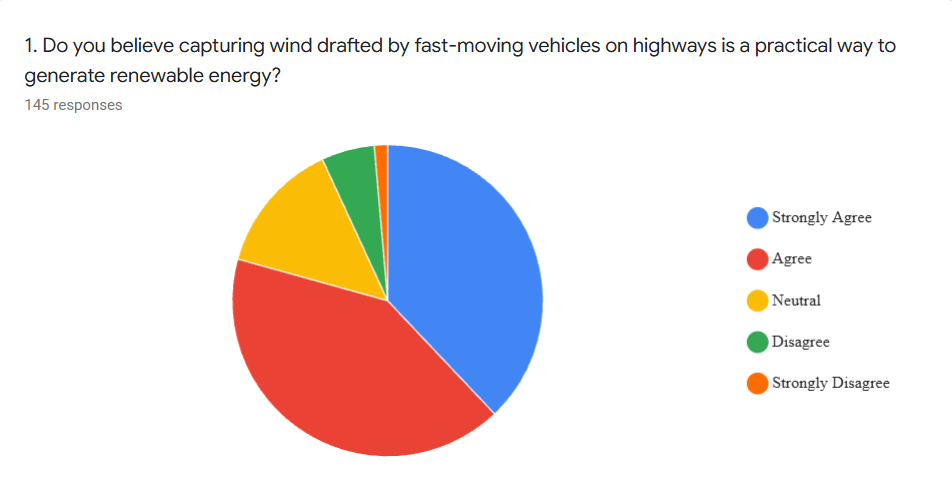 1. Do you believe capturing wind drafted by fast-moving vehicles on highways is a practical way to
generate renewable energy?
145 responses
Strongly Agree
Agree
Neutral
Disagree
Strongly Disagree